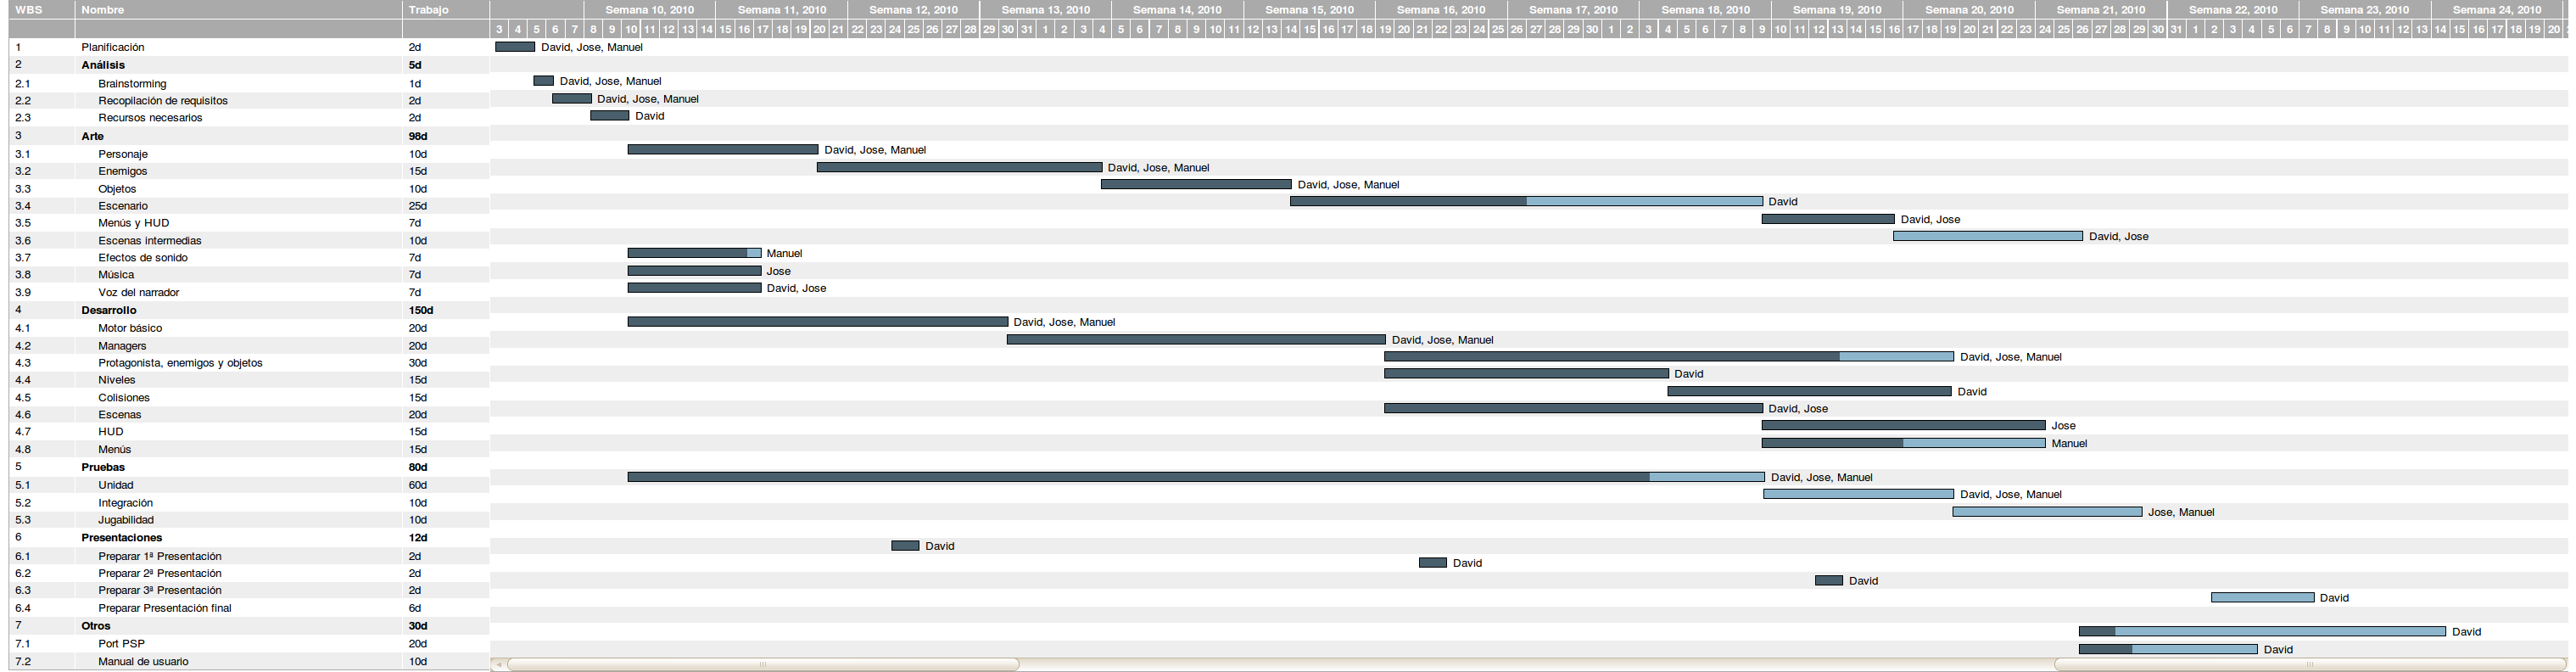 WBS Nombre Trabajo Semana 10, 2010 Semana 11, 2010 Semana 12, 2010 Semana 13, 2010 Semana 14, 2010 Semana 15, 2010 Semana 16, 2010 Semana 17, 2010 Semana 18, 2010 Semana 19, 2010 Semana 20, 2010 Semana 21, 2010 Semana 22, 2010 Semana 23, 2010 Semana 24, 2010
3 4 5 6 7 8 9 10 11 12 13 14 15 16 17 18 19 20 21 22 23 24 25 26 27 28 29 30 31 1 2 3 4 5 6 7 8 9 10 11 12 13 14 15 16 17 18 19 20 21 22 23 24 25 26 27 28 29 30 1 2 3 4 5 6 7 8 9 10 11 12 13 14 15 16 17 18 19 20 21 22 23 24 25 26 27 28 29 30 31 1 2 3 4 5 6 7 8 9 10 11 12 13 14 15 16 17 18 19 20
1 Planificación 2d David, Jose, Manuel
2 Análisis 5d
2.1 Brainstorming 1d David, Jose, Manuel
2.2 Recopilación de requisitos 2d David, Jose, Manuel
2.3 Recursos necesarios 2d David
3 Arte 98d
3.1 Personaje 10d David, Jose, Manuel
3.2 Enemigos 15d David, Jose, Manuel
3.3 Objetos 10d David, Jose, Manuel
3.4 Escenario 25d David
3.5 Menús y HUD 7d David, Jose
3.6 Escenas intermedias 10d David, Jose
3.7 Efectos de sonido 7d Manuel
3.8 Música 7d Jose
3.9 Voz del narrador 7d David, Jose
4 Desarrollo 150d
4.1 Motor básico 20d David, Jose, Manuel
4.2 Managers 20d David, Jose, Manuel
4.3 Protagonista, enemigos y objetos 30d David, Jose, Manuel
4.4 Niveles 15d David
4.5 Colisiones 15d David
4.6 Escenas 20d David, Jose
4.7 HUD 15d Jose
4.8 Menús 15d Manuel
5 Pruebas 80d
5.1 Unidad 60d David, Jose, Manuel
5.2 Integración 10d David, Jose, Manuel
5.3 Jugabilidad 10d Jose, Manuel
6 Presentaciones 12d
6.1 Preparar 1ª Presentación 2d David
6.2 Preparar 2ª Presentación 2d David
6.3 Preparar 3ª Presentación 2d David
6.4 Preparar Presentación final 6d David
7 Otros 30d
7.1 Port PSP 20d David
7.2 Manual de usuario 10d David